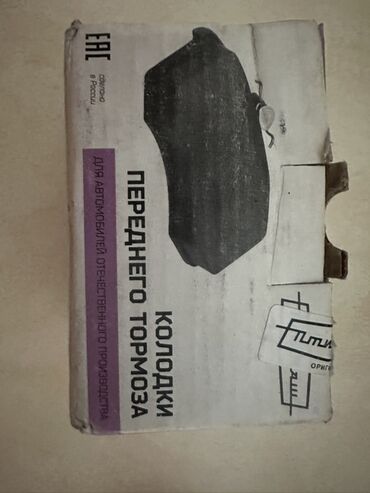 EAC
сделано
в России
КОЛОДКИ
ПЕРЕДНЕГО ТОРМОЗА
ДЛЯ АВТОМОБИЛЕЙ ОТЕЧЕСТВЕННОГО ПРОИЗВОДСТВА